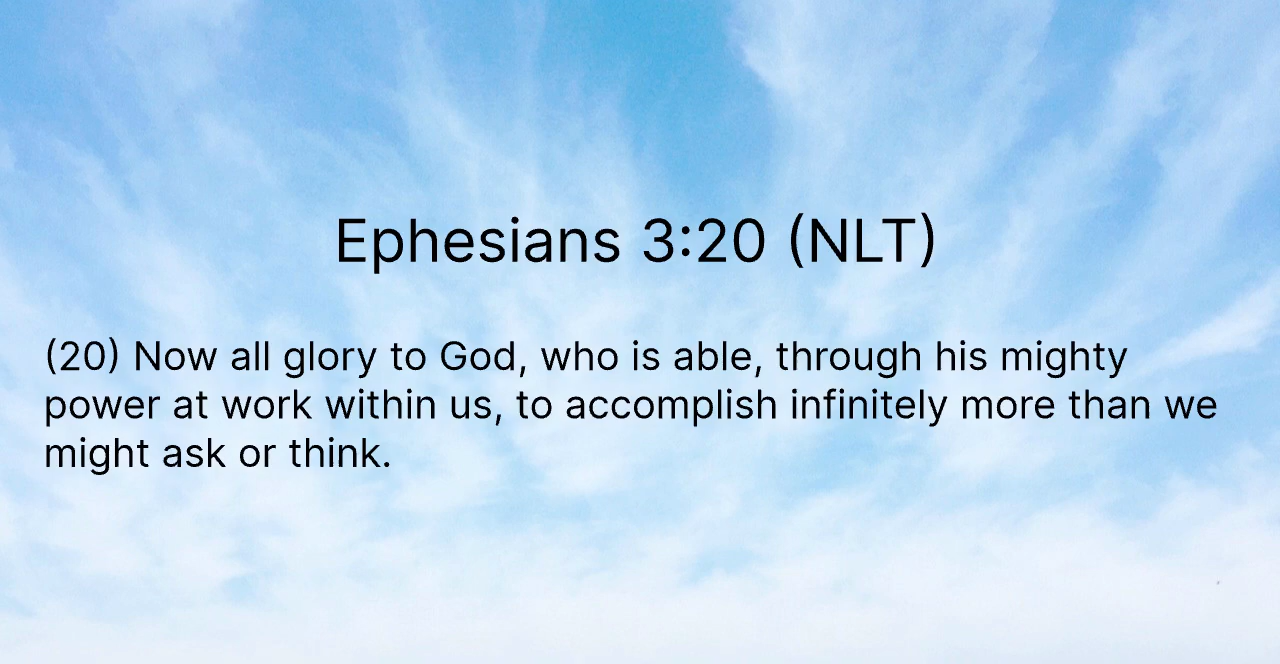 Ephesians 3:20 (NLT)
(20) Now all glory to God, who is able, through his mighty
power at work within us, to accomplish infinitely more than we
might ask or think.